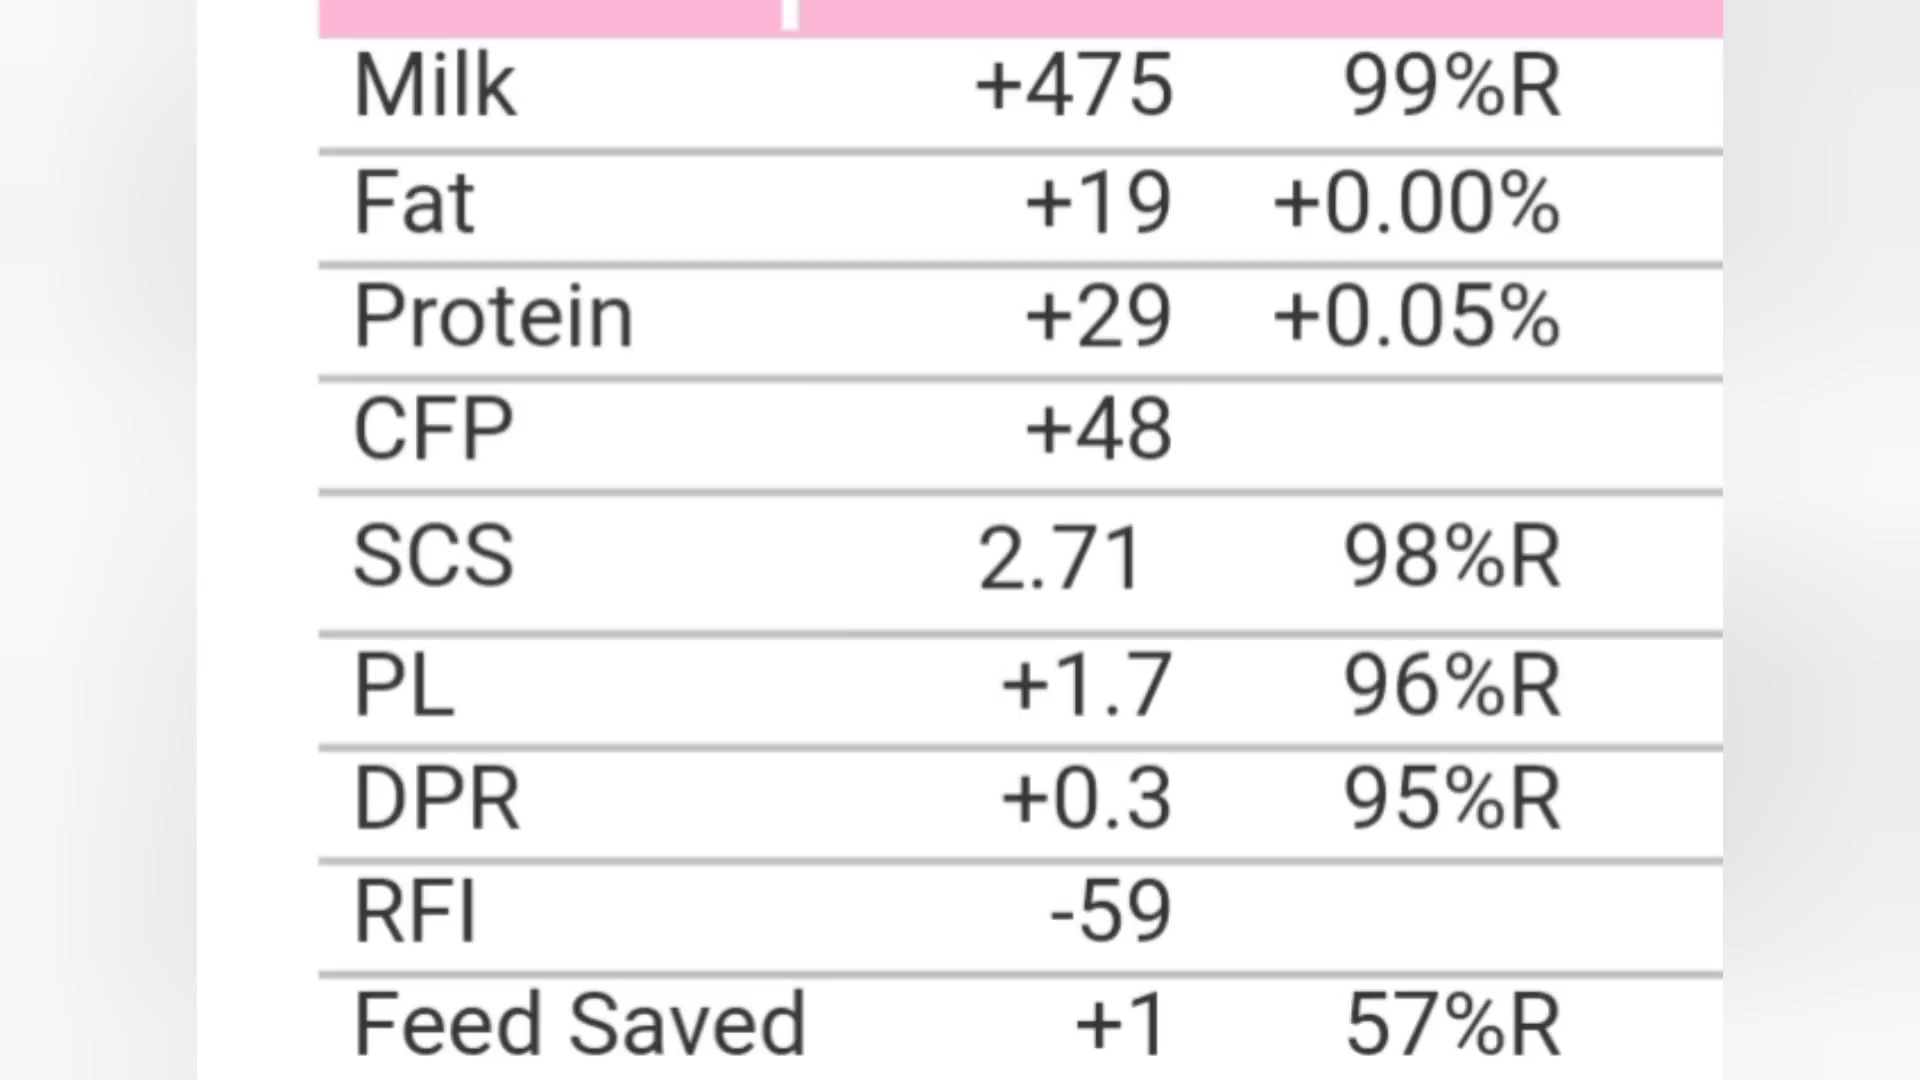 Milk +475 99%R
Fat +19 +0.00%
Protein +29 +0.05%
CFP +48
SCS 2.71 98%R
PL +1.7 96%R
DPR +0.3 95%R
RFI -59
Feed Saved +1 57%R